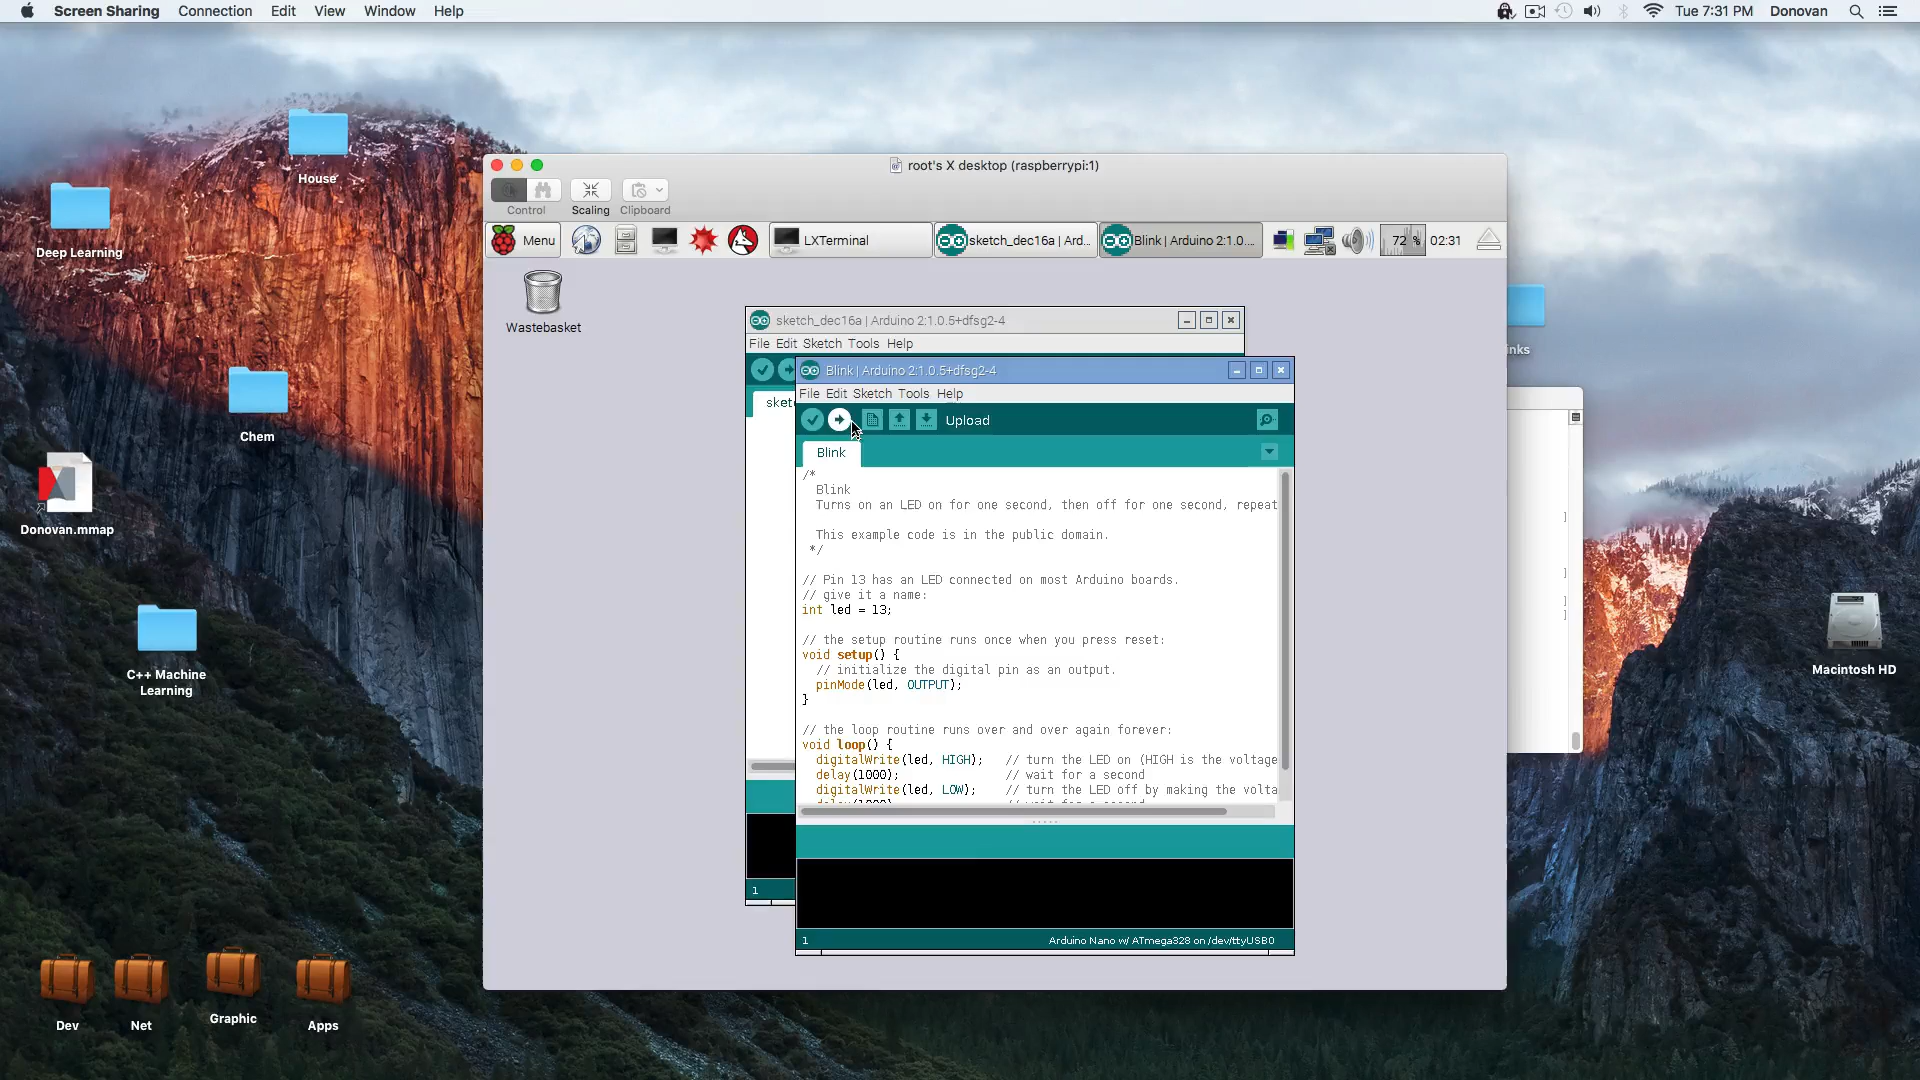 Screen Sharing Connection Edit View Window Help
Tue 7:31 PM Donovan
House
Deep Learning
Chem
Donovan.mmap
C++ Machine
Learning
Dev
Net
Graphic
Apps
inks
Macintosh HD
root's X desktop (raspberrypi:1)
Control Scaling Clipboard
Menu LXTerminal sketch_dec16a | Ard... Blink | Arduino 2:1.0.... 72 % 02:31
Wastebasket
sketch_dec16a | Arduino 2:1.0.5+dfsg2-4
File Edit Sketch Tools Help
sket
1
Blink | Arduino 2:1.0.5+dfsg2-4
File Edit Sketch Tools Help
Upload
Blink
/*
Blink
Turns on an LED on for one second, then off for one second, repeat
This example code is in the public domain.
*/
// Pin 13 has an LED connected on most Arduino boards.
// give it a name:
int led = 13;
// the setup routine runs once when you press reset:
void setup() {
// initialize the digital pin as an output.
pinMode(led, OUTPUT);
}
// the loop routine runs over and over again forever:
void loop() {
digitalWrite(led, HIGH); // turn the LED on (HIGH is the voltage
delay(1000); // wait for a second
digitalWrite(led, LOW); // turn the LED off by making the volta
1
Arduino Nano w/ ATmega328 on /dev/ttyUSB0
]
]
]
]